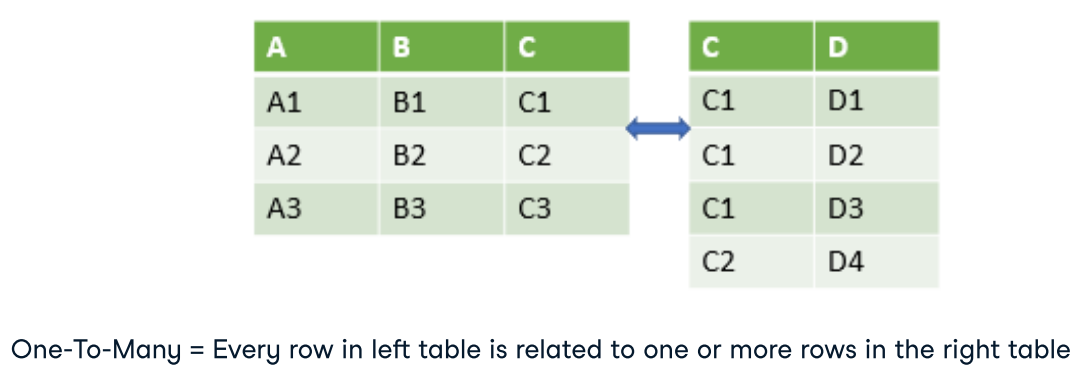 A B C
A1 B1 C1
A2 B2 C2
A3 B3 C3
C D
C1 D1
C1 D2
C1 D3
C2 D4
One-To-Many = Every row in left table is related to one or more rows in the right table